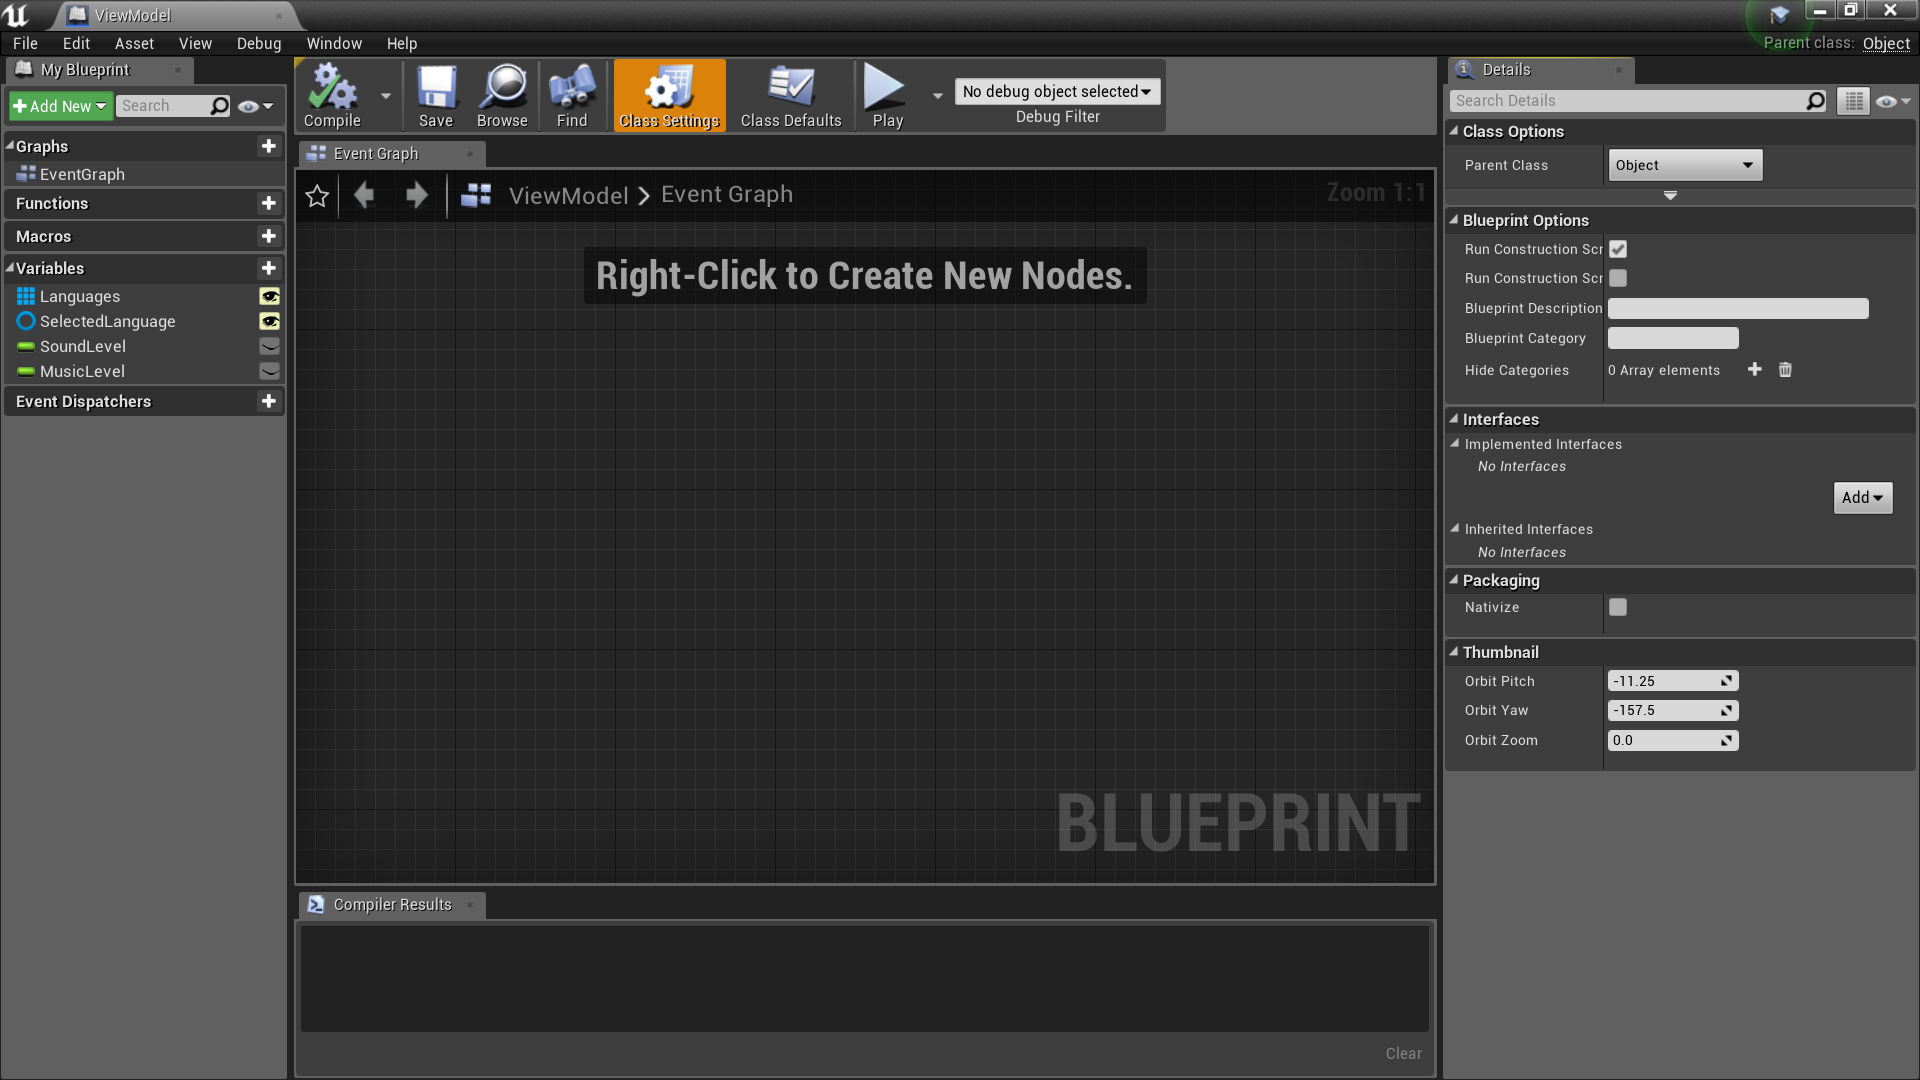 ViewModel
File Edit Asset View Debug Window Help
Parent class: Object
My Blueprint
Add New Search
Graphs
EventGraph
Functions
Macros
Variables
Languages
SelectedLanguage
SoundLevel
MusicLevel
Event Dispatchers
Compile Save Browse Find Class Settings Class Defaults Play
No debug object selected
Debug Filter
Event Graph
ViewModel Event Graph
Zoom 1:1
Right-Click to Create New Nodes.
BLUEPRINT
Compiler Results
Clear
Details
Search Details
Class Options
Parent Class Object
Blueprint Options
Run Construction Scr
Run Construction Scr
Blueprint Description
Blueprint Category
Hide Categories 0 Array elements
Interfaces
Implemented Interfaces
No Interfaces
Add
Inherited Interfaces
No Interfaces
Packaging
Nativize
Thumbnail
Orbit Pitch -11.25
Orbit Yaw -157.5
Orbit Zoom 0.0